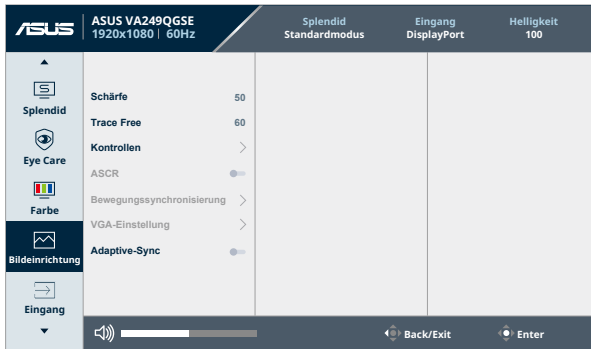 ASUS
ASUS VA249QGSE
1920x1080 | 60Hz
Splendid
Standardmodus
Eingang
DisplayPort
Helligkeit
100
Splendid
Eye Care
Farbe
Bildeinrichtung
Eingang
Schärfe 50
Trace Free 60
Kontrollen
ASCR
Bewegungssynchronisierung
VGA-Einstellung
Adaptive-Sync
Back/Exit
Enter